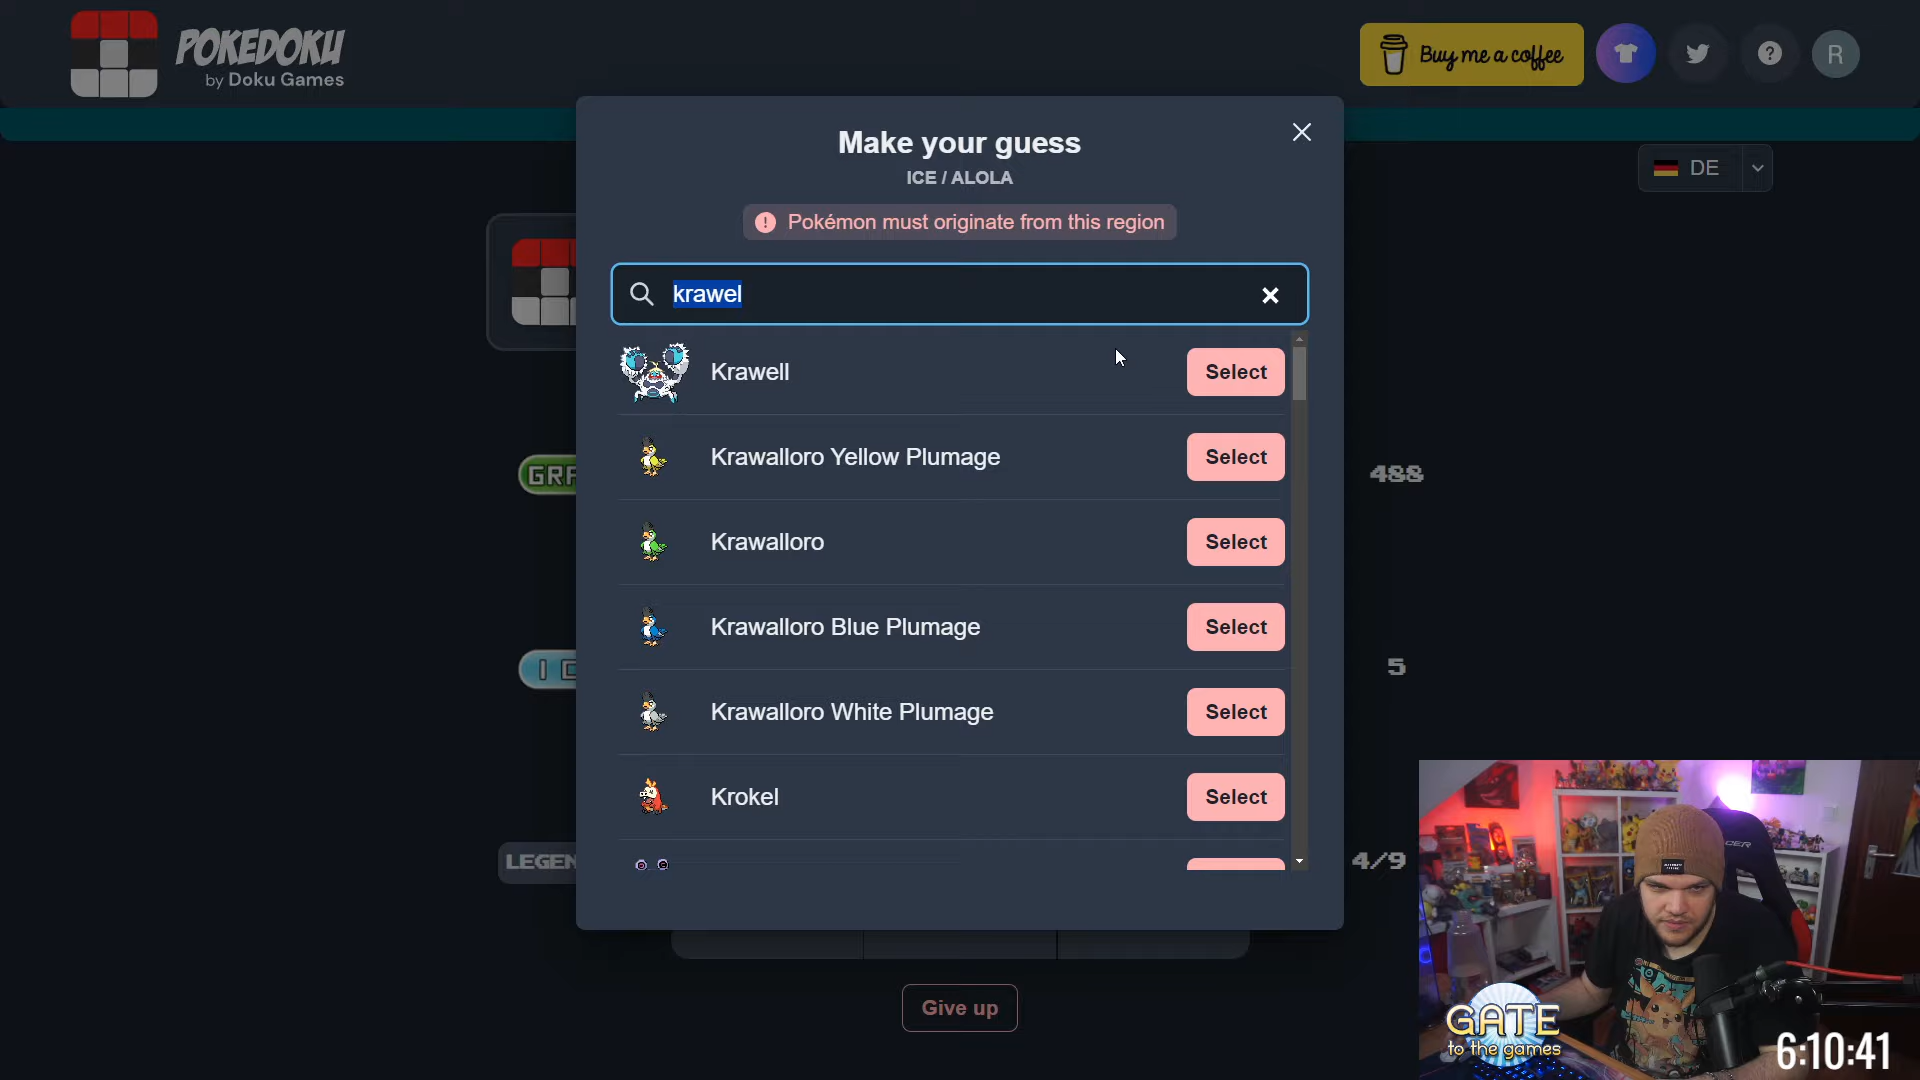 POKEDOKU
by Doku Games
Buy me a coffee
R
DE
Make your guess
ICE / ALOLA
Pokémon must originate from this region
krawel
Krawell
Select
Krawalloro Yellow Plumage
Select
Krawalloro
Select
Krawalloro Blue Plumage
Select
Krawalloro White Plumage
Select
Krokel
Select
488
5
4/9
Give up
GATE
to the games
6:10:41